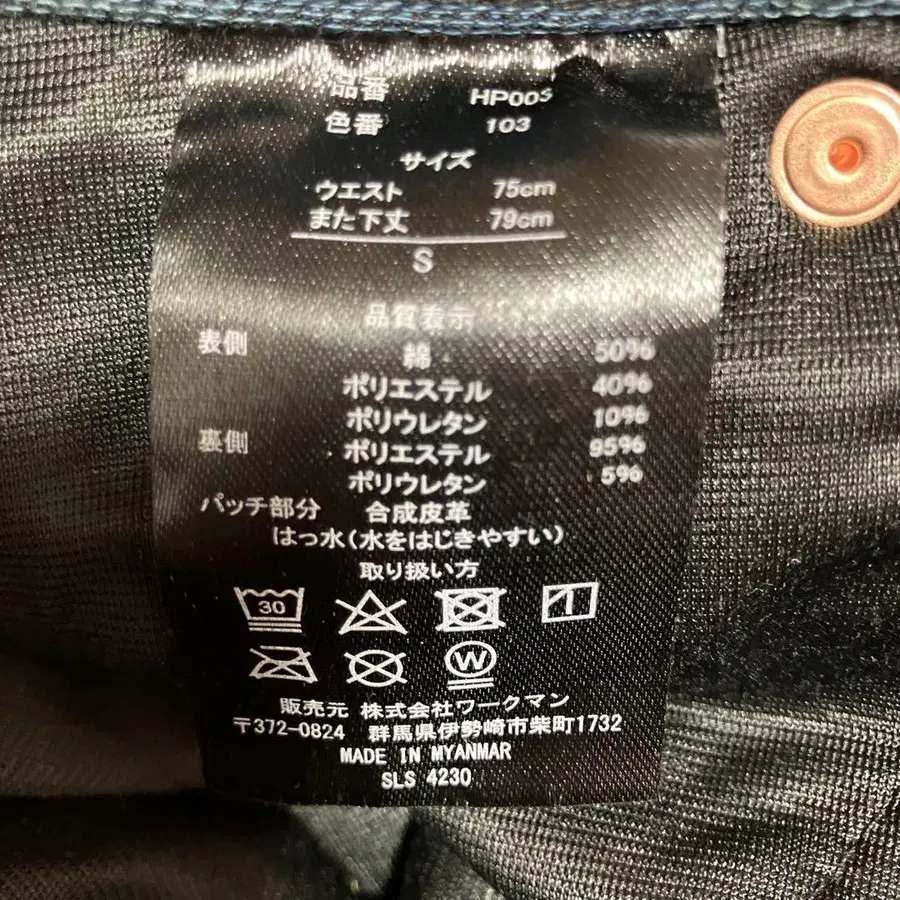 品番 HP00S
色番 103
サイズ
ウエスト 75cm
また下丈 79cm
S
品質表示
表側 綿 50%
ポリエステル 40%
ポリウレタン 10%
裏側 ポリエステル 95%
ポリウレタン 5%
パッチ部分 合成皮革
はっ水(水をはじきやすい)
取り扱い方
30
W
販売元 株式会社ワークマン
〒372-0824 群馬県伊勢崎市柴町1732
MADE IN MYANMAR
SLS 4230